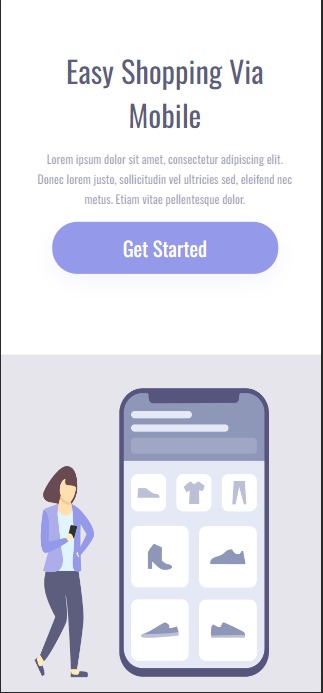 Easy Shopping Via
Mobile
Lorem ipsum dolor sit amet, consectetur adipiscing elit.
Donec lorem justo, sollicitudin vel ultricies sed, eleifend nec
metus. Etiam vitae pellentesque dolor.
Get Started